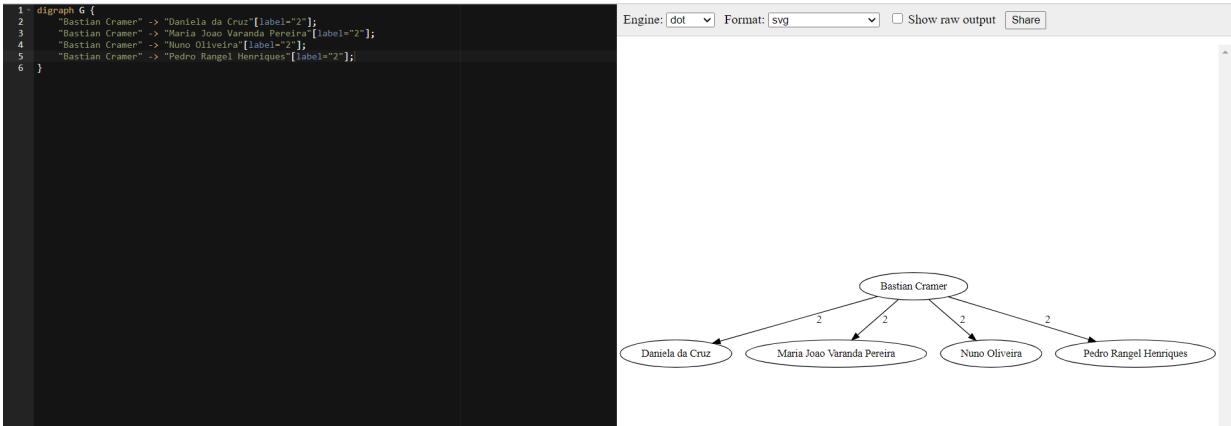 1 digraph G {
2 "Bastian Cramer" -> "Daniela da Cruz"[label="2"];
3 "Bastian Cramer" -> "Maria Joao Varanda Pereira"[label="2"];
4 "Bastian Cramer" -> "Nuno Oliveira"[label="2"];
5 "Bastian Cramer" -> "Pedro Rangel Henriques"[label="2"];
6 }
Engine: dot Format: svg Show raw output Share
Bastian Cramer
2 2 2 2
Daniela da Cruz Maria Joao Varanda Pereira Nuno Oliveira Pedro Rangel Henriques